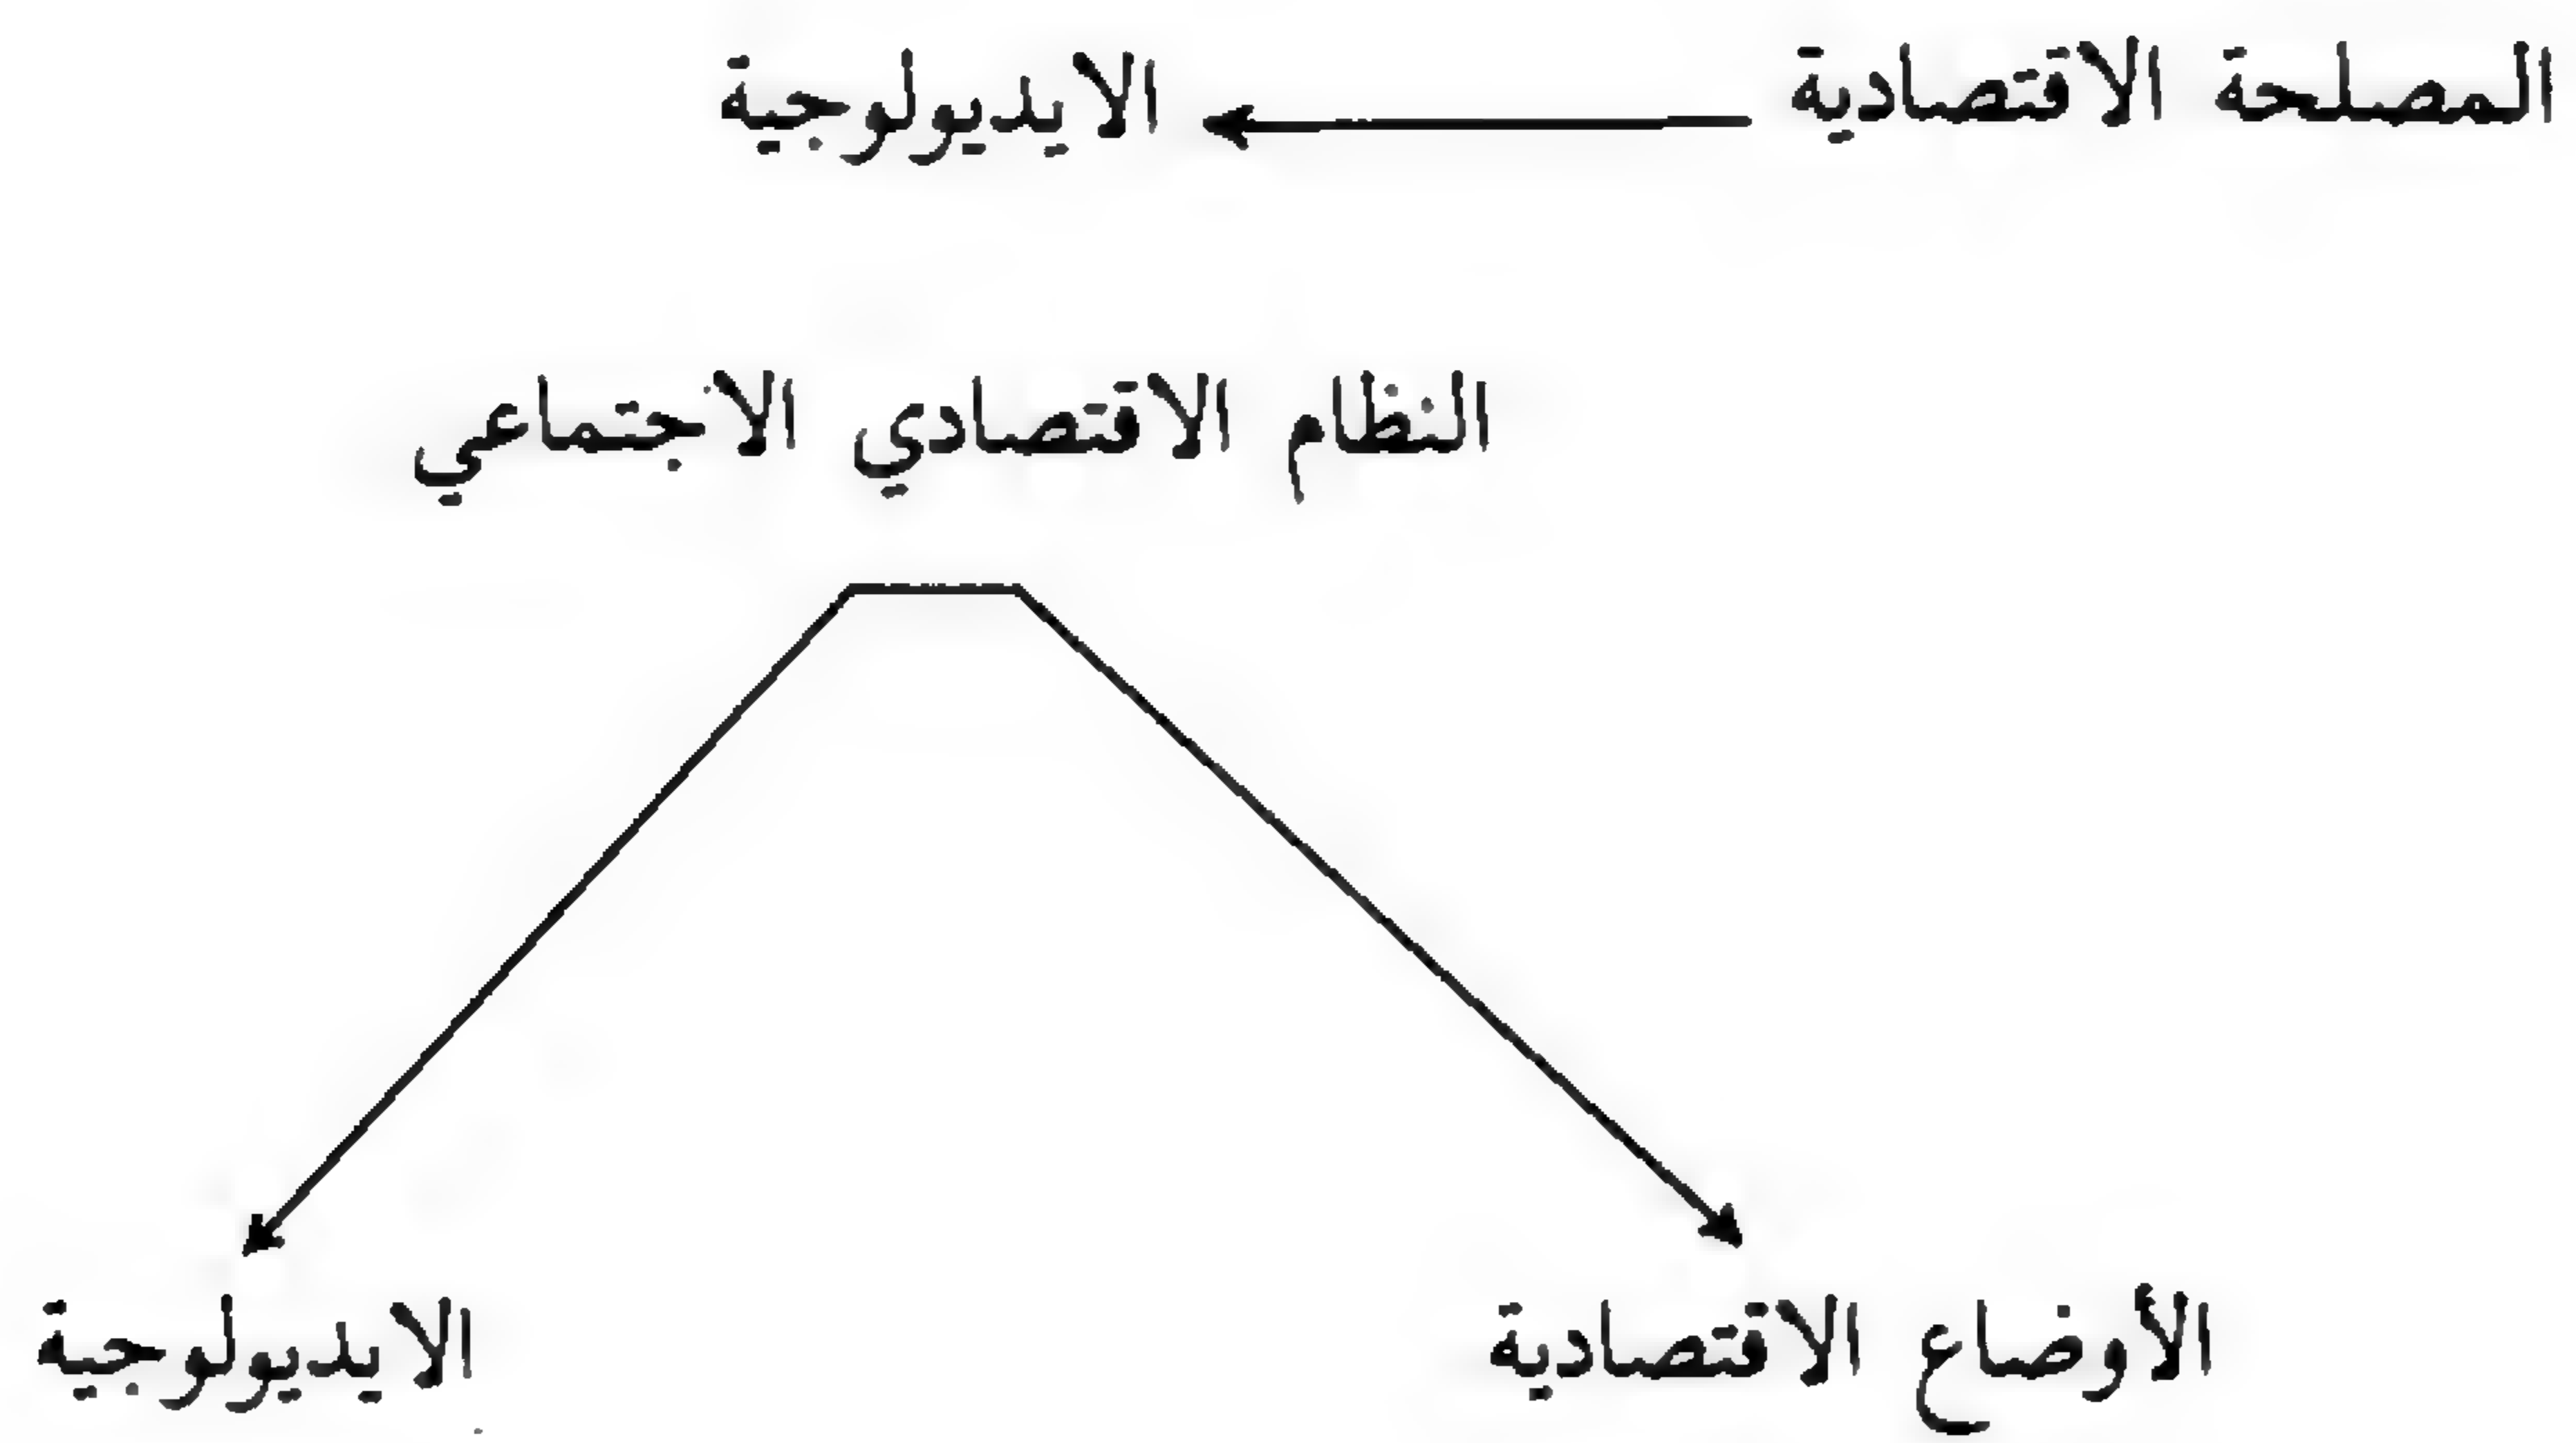 المصلحة الاقتصادية الايديولوجية
النظام الاقتصادي الاجتماعي
الأوضاع الاقتصادية الايديولوجية